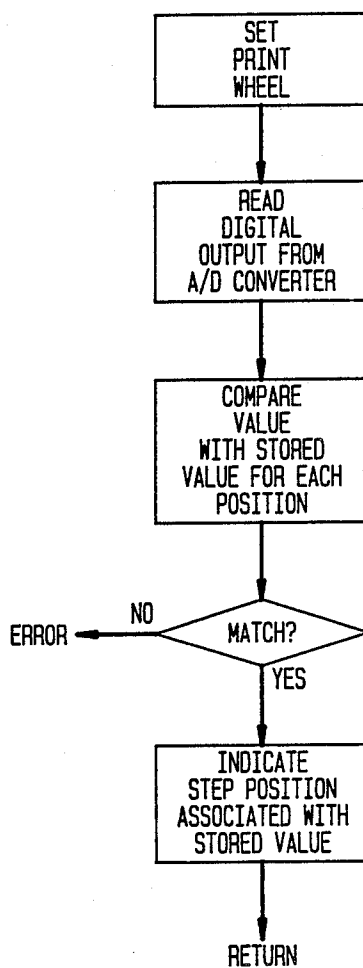 SET
PRINT
WHEEL
READ
DIGITAL
OUTPUT FROM
A/D CONVERTER
COMPARE
VALUE
WITH STORED
VALUE FOR EACH
POSITION
NO
ERROR
MATCH?
YES
INDICATE
STEP POSITION
ASSOCIATED WITH
STORED VALUE
RETURN